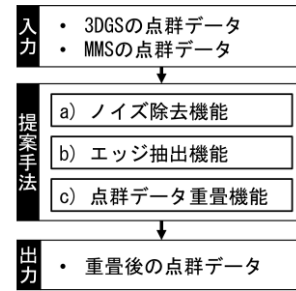 入力
• 3DGSの点群データ
• MMSの点群データ
提案手法
a) ノイズ除去機能
b) エッジ抽出機能
c) 点群データ重畳機能
出力
• 重畳後の点群データ